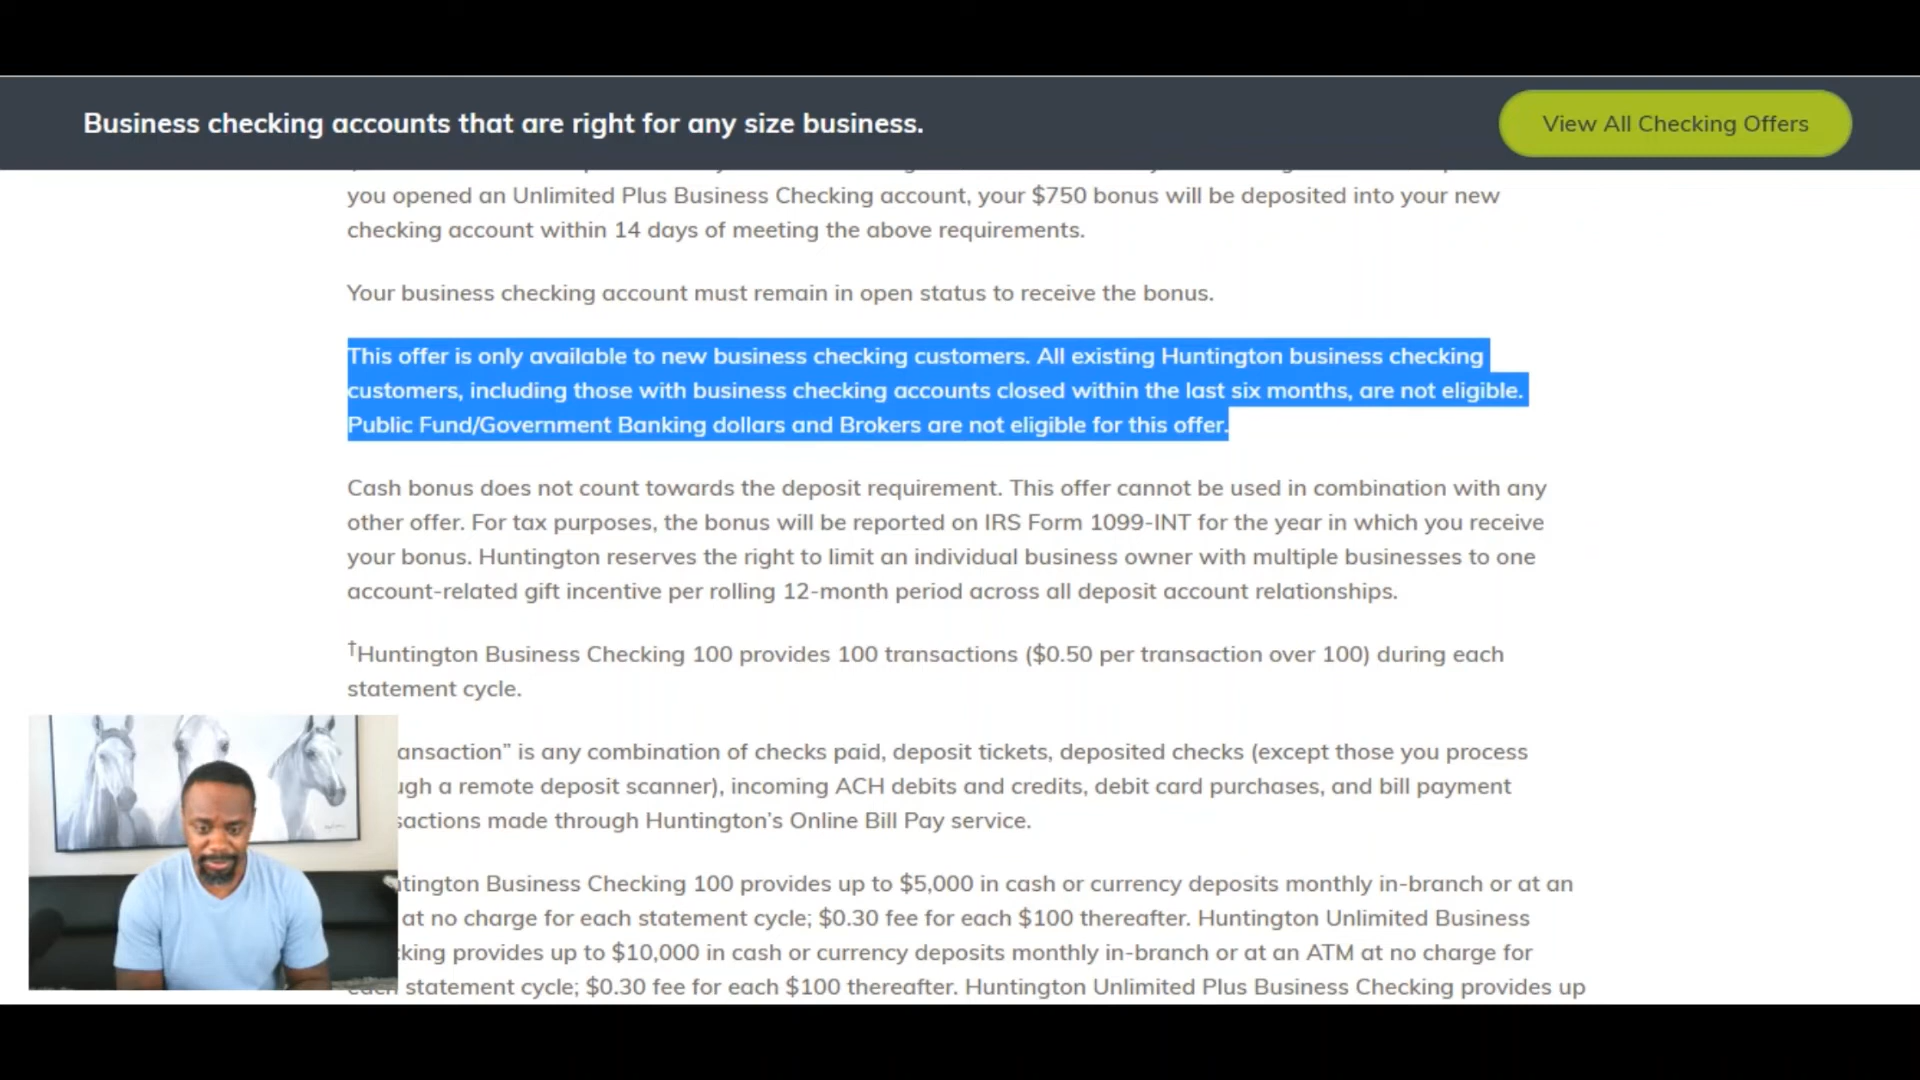 Business checking accounts that are right for any size business.
View All Checking Offers
you opened an Unlimited Plus Business Checking account, your $750 bonus will be deposited into your new
checking account within 14 days of meeting the above requirements.
Your business checking account must remain in open status to receive the bonus.
This offer is only available to new business checking customers. All existing Huntington business checking
customers, including those with business checking accounts closed within the last six months, are not eligible.
Public Fund/Government Banking dollars and Brokers are not eligible for this offer.
Cash bonus does not count towards the deposit requirement. This offer cannot be used in combination with any
other offer. For tax purposes, the bonus will be reported on IRS Form 1099-INT for the year in which you receive
your bonus. Huntington reserves the right to limit an individual business owner with multiple businesses to one
account-related gift incentive per rolling 12-month period across all deposit account relationships.
†Huntington Business Checking 100 provides 100 transactions ($0.50 per transaction over 100) during each
statement cycle.
ansaction” is any combination of checks paid, deposit tickets, deposited checks (except those you process
ugh a remote deposit scanner), incoming ACH debits and credits, debit card purchases, and bill payment
sactions made through Huntington’s Online Bill Pay service.
tington Business Checking 100 provides up to $5,000 in cash or currency deposits monthly in-branch or at an
at no charge for each statement cycle; $0.30 fee for each $100 thereafter. Huntington Unlimited Business
king provides up to $10,000 in cash or currency deposits monthly in-branch or at an ATM at no charge for
each statement cycle; $0.30 fee for each $100 thereafter. Huntington Unlimited Plus Business Checking provides up